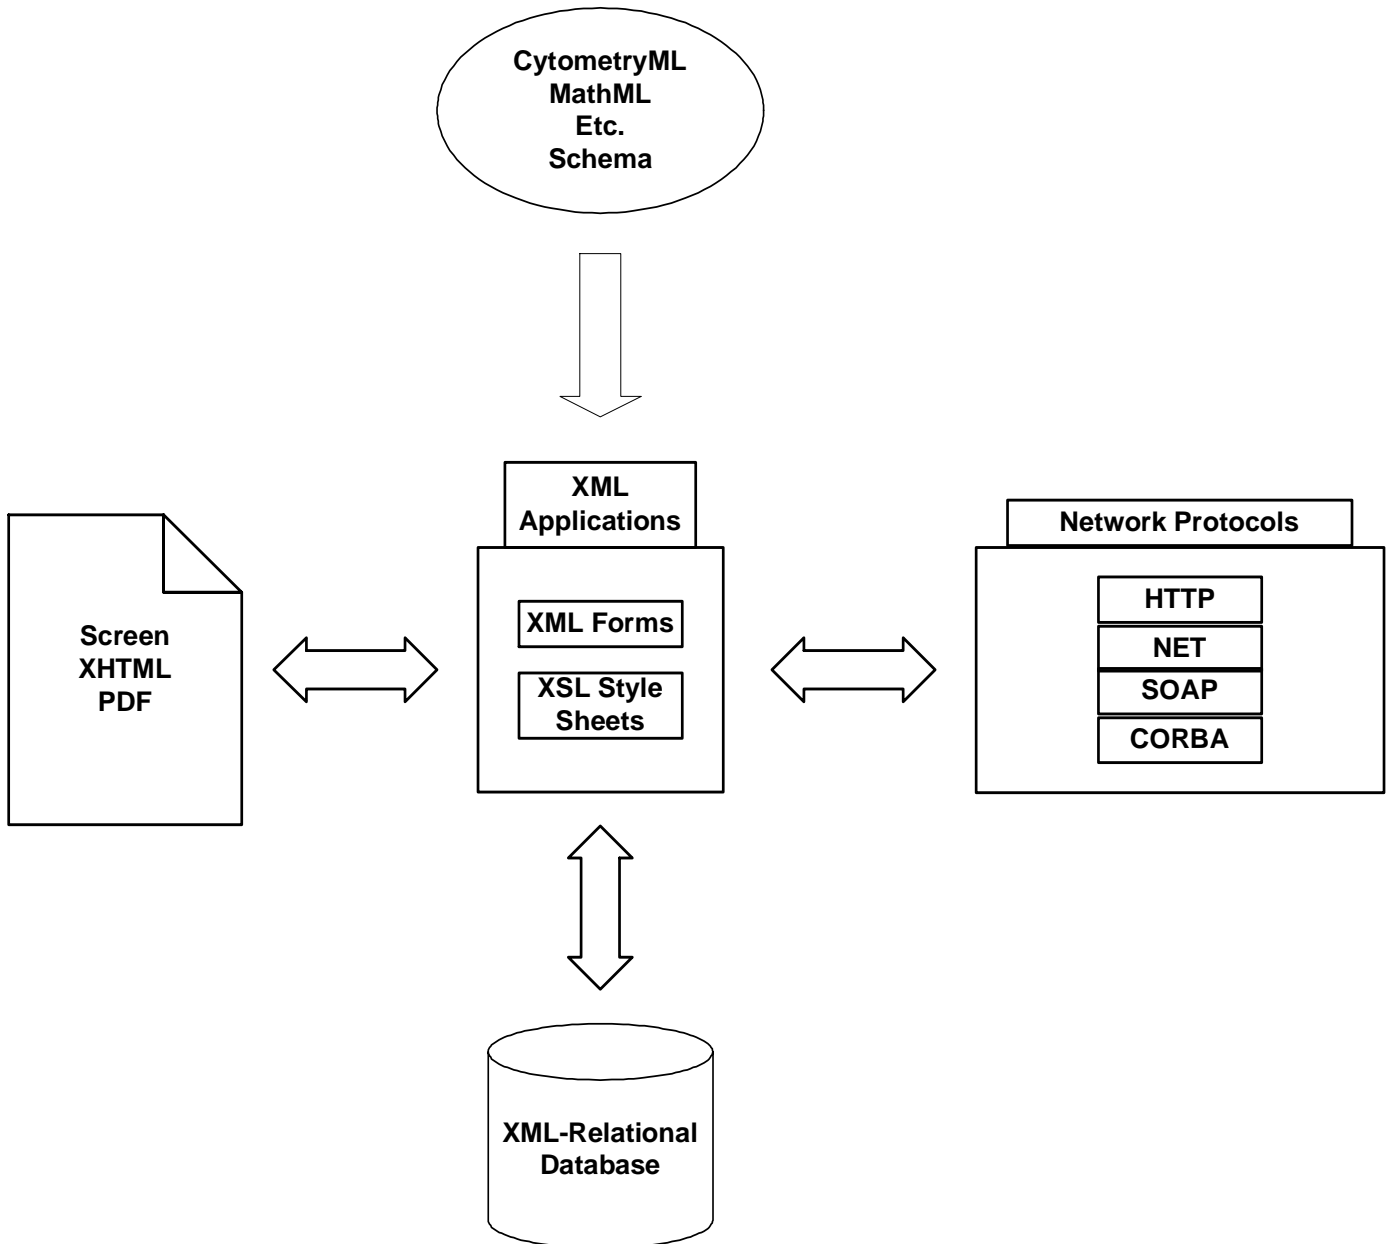 CytometryML
MathML
Etc.
Schema
XML
Applications
XML Forms
XSL Style
Sheets
Screen
XHTML
PDF
Network Protocols
HTTP
NET
SOAP
CORBA
XML-Relational
Database